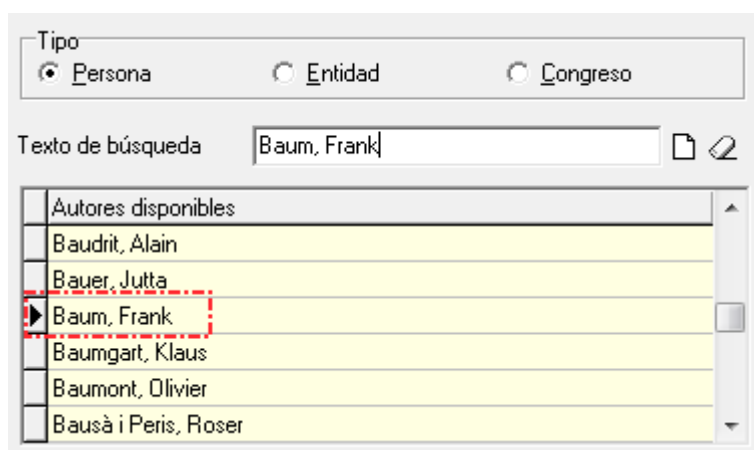 Tipo
Persona Entidad Congreso
Texto de búsqueda Baum, Frank
Autores disponibles
Baudrit, Alain
Bauer, Jutta
Baum, Frank
Baumgart, Klaus
Baumont, Olivier
Bausà i Peris, Roser